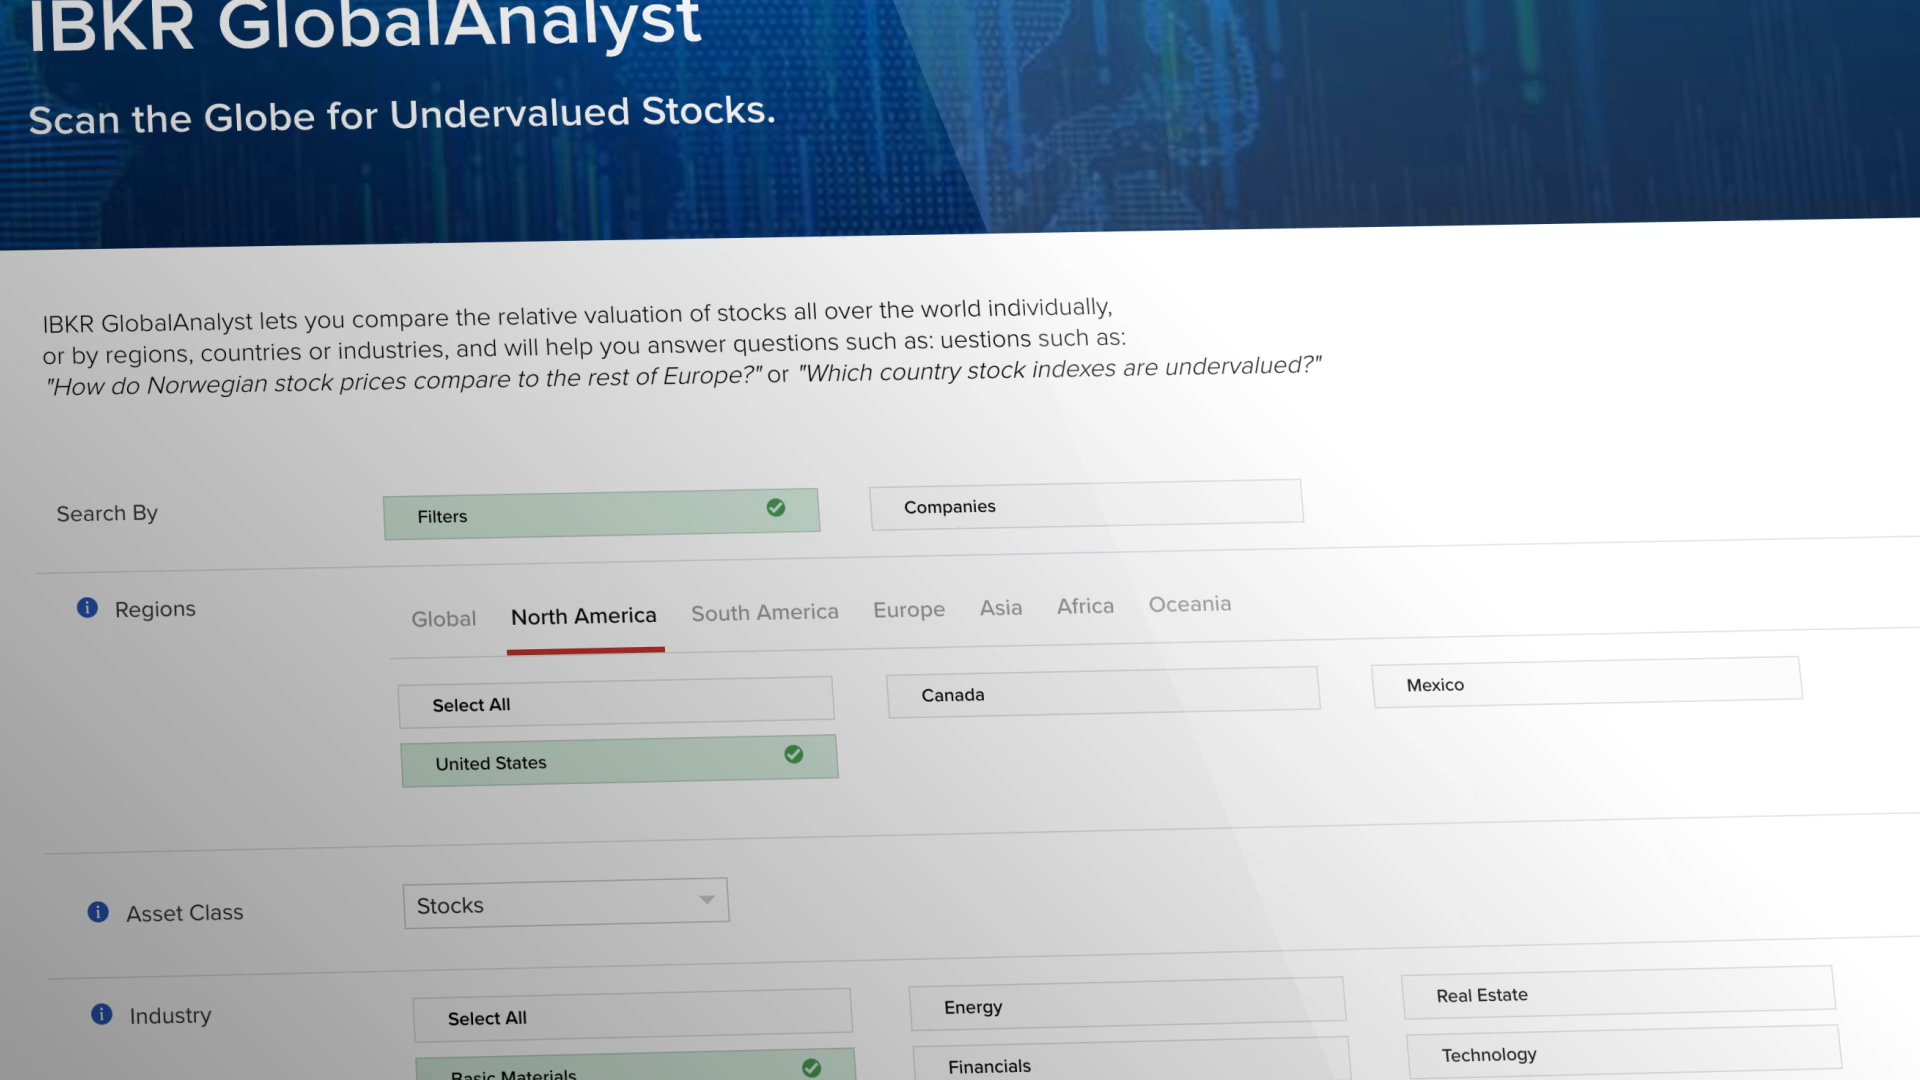 IBKR GlobalAnalyst
Scan the Globe for Undervalued Stocks.
IBKR GlobalAnalyst lets you compare the relative valuation of stocks all over the world individually,
or by regions, countries or industries, and will help you answer questions such as: uestions such as:
"How do Norwegian stock prices compare to the rest of Europe?" or "Which country stock indexes are undervalued?"
Search By Filters Companies
Regions Global North America South America Europe Asia Africa Oceania
Select All Canada Mexico
United States
Asset Class Stocks
Industry Select All Energy Real Estate
Basic Materials Financials Technology